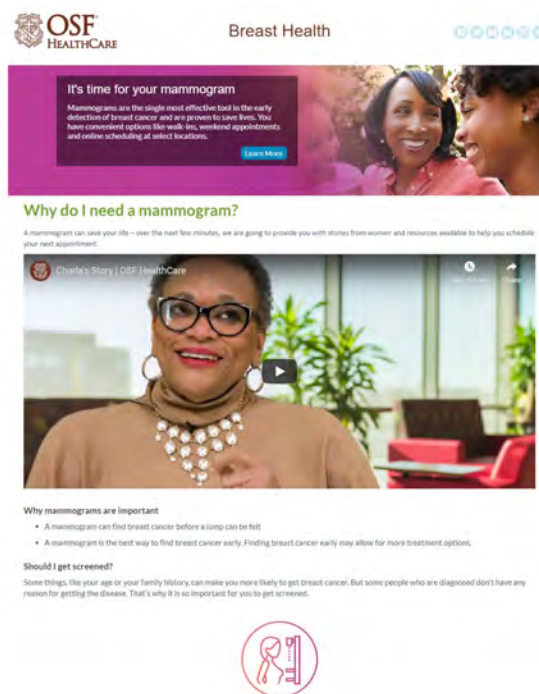 OSF
HEALTHCARE
Breast Health
It's time for your mammogram
Mammograms are the single most effective tool in the early
detection of breast cancer and are proven to save lives. You
have convenient options like walk-ins, weekend appointments
and online scheduling at select locations.
Learn More
Why do I need a mammogram?
A mammogram can save your life – over the next few minutes, we are going to provide you with stories from women and resources available to help you schedule
your next appointment.
Charla's Story | OSF HealthCare
Share
Why mammograms are important
• A mammogram can find breast cancer before a lump can be felt
• A mammogram is the best way to find breast cancer early. Finding breast cancer early may allow for more treatment options.
Should I get screened?
Some things, like your age or your family history, can make you more likely to get breast cancer. But some people who are diagnosed don't have any
reason for getting the disease. That's why it is so important for you to get screened.